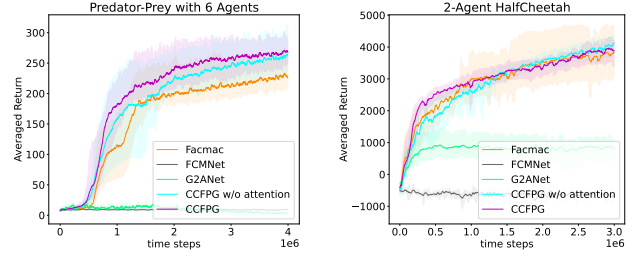 Predator-Prey with 6 Agents
Averaged Return
300
250
200
150
100
50
0
Facmac
FCMNet
G2ANet
CCFPG w/o attention
CCFPG
0 1 2 3 4
time steps
1e6
2-Agent HalfCheetah
Averaged Return
5000
4000
3000
2000
1000
0
−1000
Facmac
FCMNet
G2ANet
CCFPG w/o attention
CCFPG
0.0 0.5 1.0 1.5 2.0 2.5 3.0
time steps
1e6